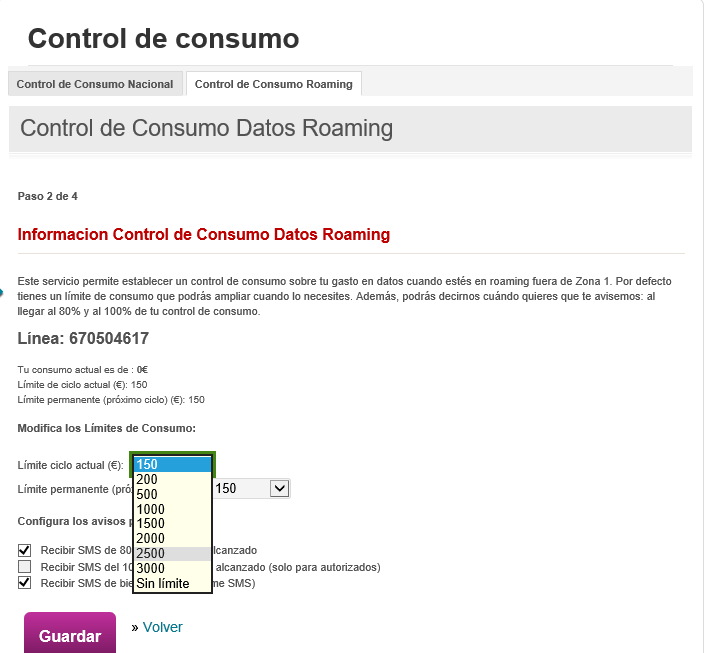 Control de consumo
Control de Consumo Nacional Control de Consumo Roaming
Control de Consumo Datos Roaming
Paso 2 de 4
Informacion Control de Consumo Datos Roaming
Este servicio permite establecer un control de consumo sobre tu gasto en datos cuando estés en roaming fuera de Zona 1. Por defecto
tienes un límite de consumo que podrás ampliar cuando lo necesites. Además, podrás decirnos cuándo quieres que te avisemos: al
llegar al 80% y al 100% de tu control de consumo.
Línea: 670504617
Tu consumo actual es de : 0€
Límite de ciclo actual (€): 150
Límite permanente (próximo ciclo) (€): 150
Modifica los Límites de Consumo:
Límite ciclo actual (€): 150
200
Límite permanente (pró 150
500
1000
Configura los avisos p
1500
2000
Recibir SMS de 80 lcanzado
2500
Recibir SMS del 10 alcanzado (solo para autorizados)
3000
Recibir SMS de bie me SMS)
Sin límite
Guardar » Volver